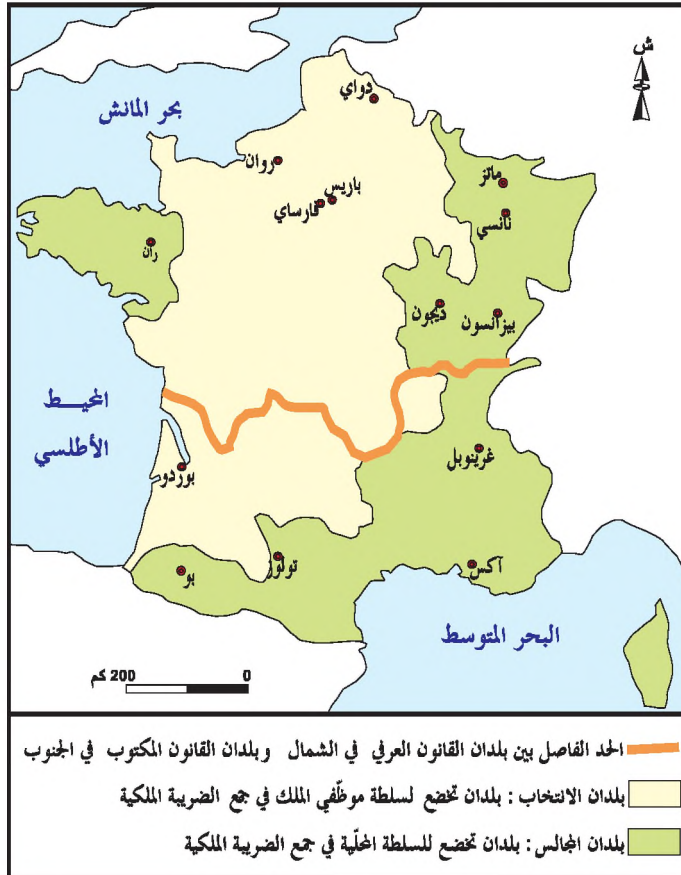 ش
بحر المانش
دواي
روان
باريس
فارساي
ماتز
نانسي
ران
ديجون
بيزانسون
المحيــط
الأطلسي
غرينوبل
بوردو
تولوز
آكس
بو
البحر المتوسط
200 كم
0
الحد الفاصل بين بلدان القانون العرفي في الشمال وبلدان القانون المكتوب في الجنوب
بلدان الانتخاب : بلدان تخضع لسلطة موظّفي الملك في جمع الضريبة الملكية
بلدان المجالس : بلدان تخضع للسلطة المحلّية في جمع الضريبة الملكية